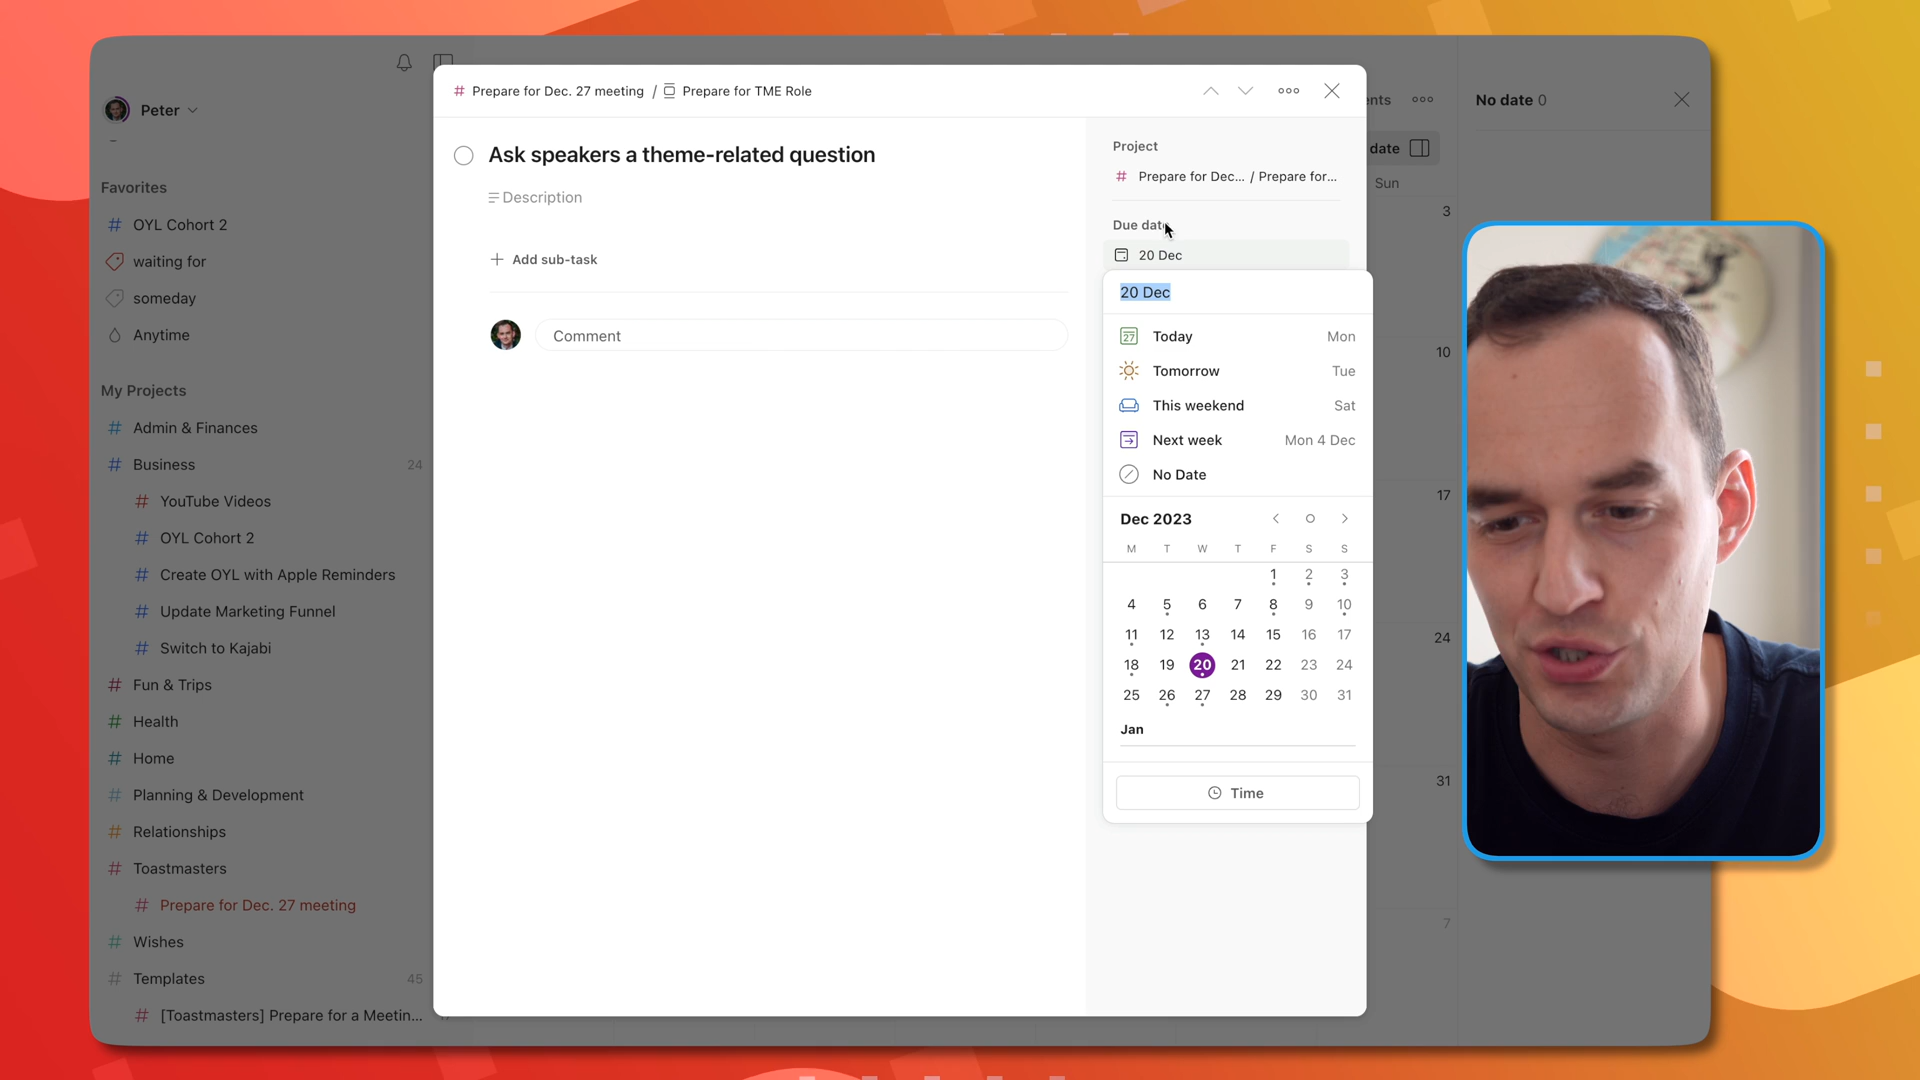 Peter
Favorites
OYL Cohort 2
waiting for
someday
Anytime
My Projects
Admin & Finances
Business 24
YouTube Videos
OYL Cohort 2
Create OYL with Apple Reminders
Update Marketing Funnel
Switch to Kajabi
Fun & Trips
Health
Home
Planning & Development
Relationships
Toastmasters
Prepare for Dec. 27 meeting
Wishes
Templates 45
[Toastmasters] Prepare for a Meetin...
# Prepare for Dec. 27 meeting / Prepare for TME Role
Ask speakers a theme-related question
Description
+ Add sub-task
Comment
Project
# Prepare for Dec... / Prepare for...
Due date
20 Dec
20 Dec
27 Today Mon
Tomorrow Tue
This weekend Sat
Next week Mon 4 Dec
No Date
Dec 2023
M T W T F S S
1 2 3
4 5 6 7 8 9 10
11 12 13 14 15 16 17
18 19 20 21 22 23 24
25 26 27 28 29 30 31
Jan
Time
date
Sun
3
10
17
24
31
7
No date 0